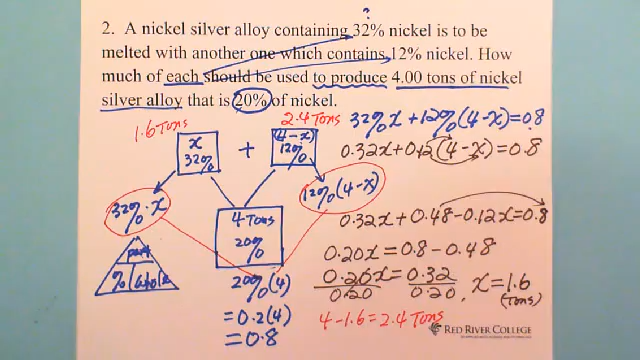 ?
2. A nickel silver alloy containing 32% nickel is to be
melted with another one which contains 12% nickel. How
much of each should be used to produce 4.00 tons of nickel
silver alloy that is 20% of nickel.
1.6 Tons
2.4 Tons
x
32%
+
(4-x)
12%
32%·x
12%(4-x)
4 Tons
20%
part
% whole
20%(4)
=0.2(4)
=0.8
32%x+12%(4-x)=0.8
0.32x+0.12(4-x)=0.8
0.32x+0.48-0.12x=0.8
0.20x=0.8-0.48
0.20x = 0.32
0.20 0.20 , x=1.6
(Tons)
4-1.6=2.4 Tons
RED RIVER COLLEGE